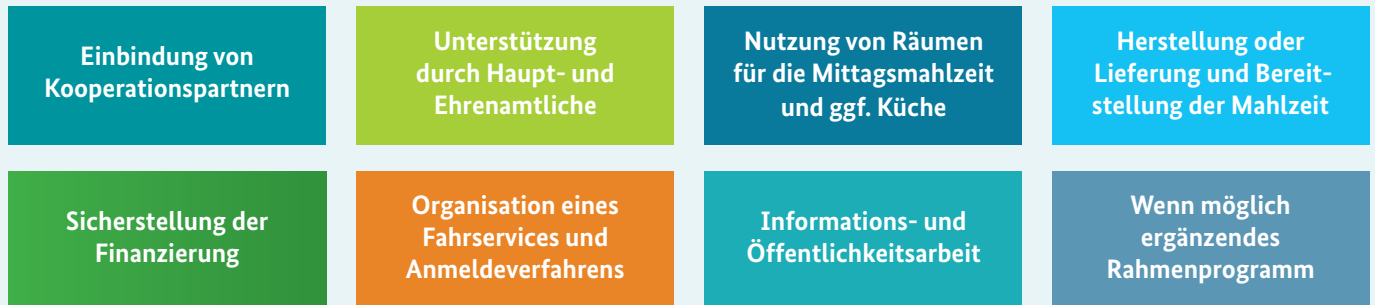 Einbindung von
Kooperationspartnern
Unterstützung
durch Haupt- und
Ehrenamtliche
Nutzung von Räumen
für die Mittagsmahlzeit
und ggf. Küche
Herstellung oder
Lieferung und Bereit-
stellung der Mahlzeit
Sicherstellung der
Finanzierung
Organisation eines
Fahrservices und
Anmeldeverfahrens
Informations- und
Öffentlichkeitsarbeit
Wenn möglich
ergänzendes
Rahmenprogramm